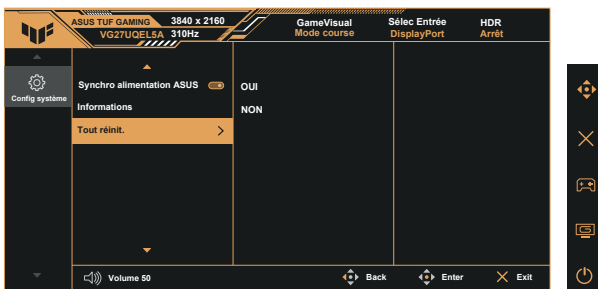 ASUS TUF GAMING 3840 x 2160
VG27UQEL5A 310Hz
GameVisual
Mode course
Sélec Entrée
DisplayPort
HDR
Arrêt
Config système
Synchro alimentation ASUS
Informations
Tout réinit.
OUI
NON
Volume 50
Back
Enter
Exit